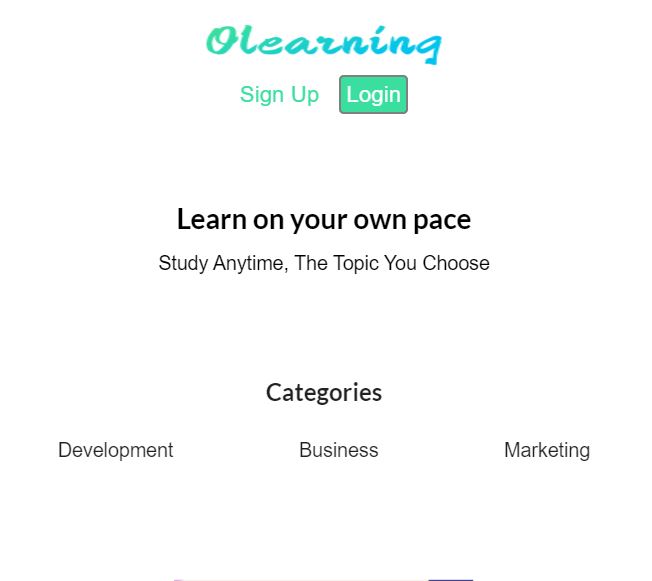 Olearning
Sign Up Login
Learn on your own pace
Study Anytime, The Topic You Choose
Categories
Development Business Marketing